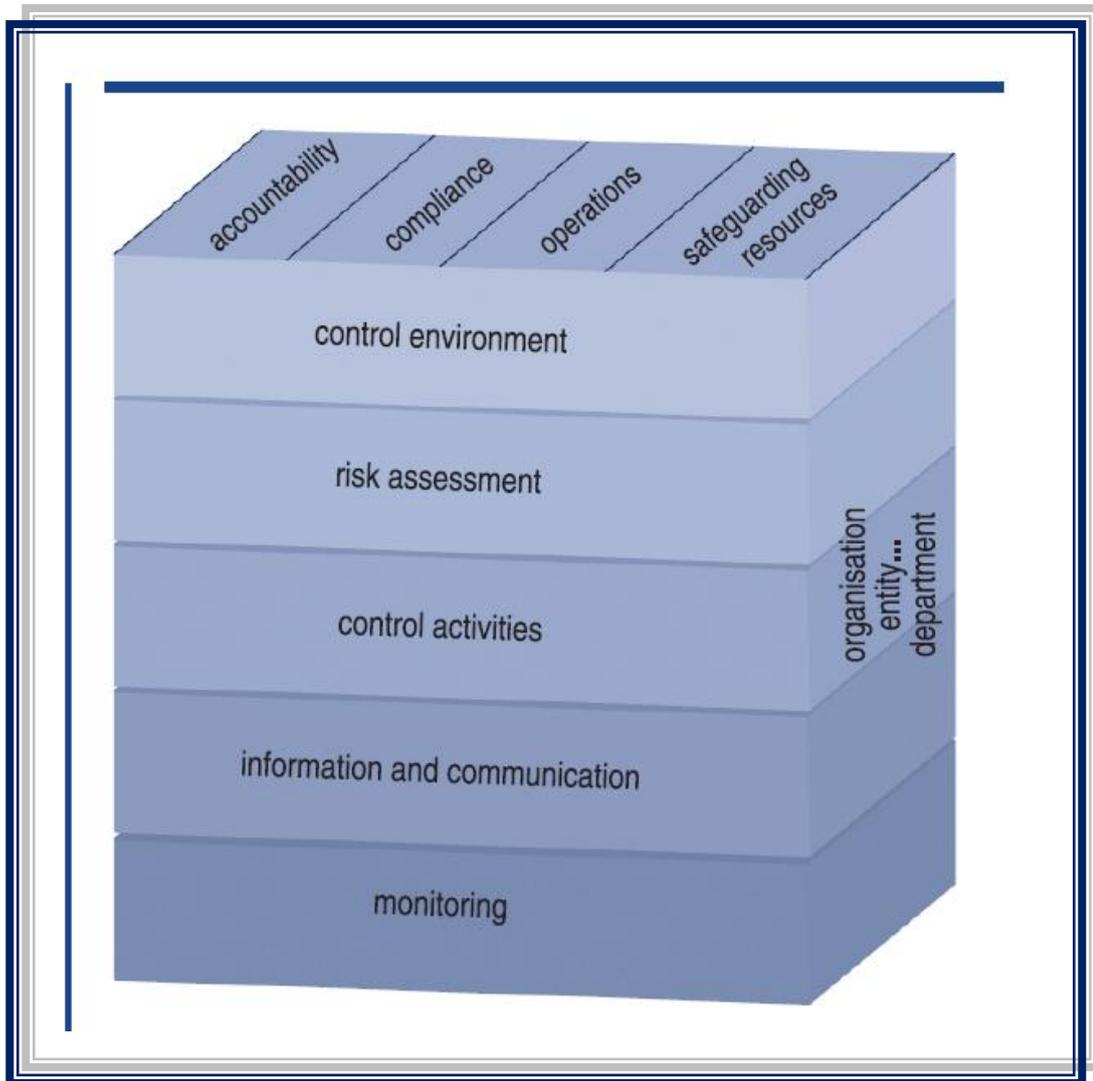 accountability
compliance
operations
safeguarding
resources
control environment
risk assessment
control activities
information and communication
monitoring
organisation
entity...
department